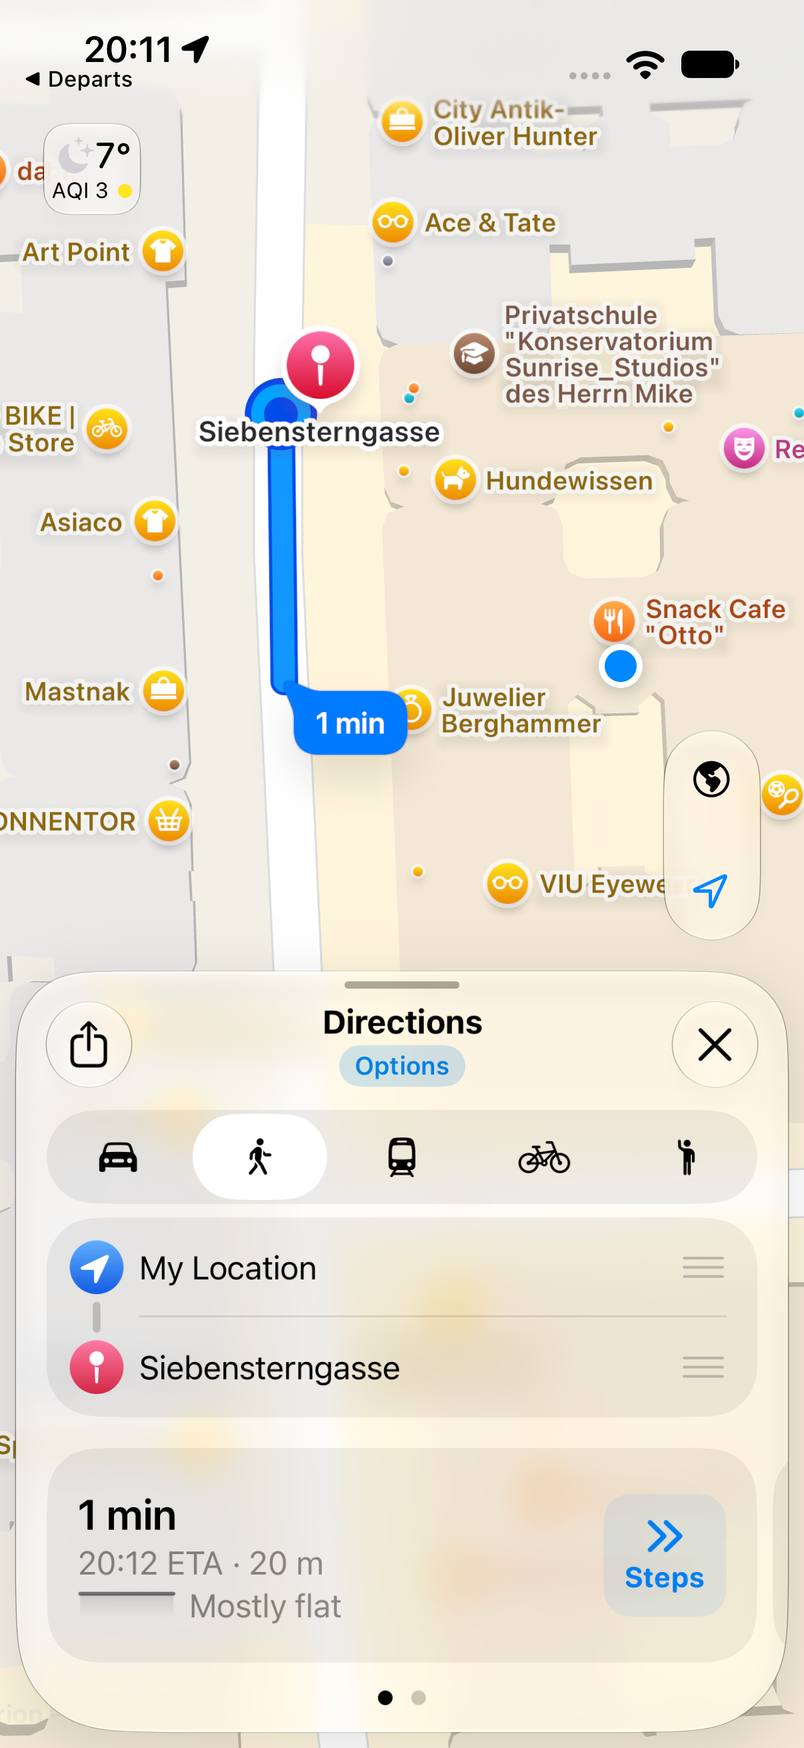 20:11
◀ Departs
City Antik-
Oliver Hunter
7°
AQI 3
Ace & Tate
Art Point
Privatschule
"Konservatorium
Sunrise_Studios"
des Herrn Mike
BIKE |
Store
Siebensterngasse
Hundewissen
Asiaco
Snack Cafe
"Otto"
Mastnak
Juwelier
Berghammer
1 min
ONNENTOR
VIU Eyewe
Directions
Options
My Location
Siebensterngasse
1 min
20:12 ETA · 20 m
Mostly flat
Steps